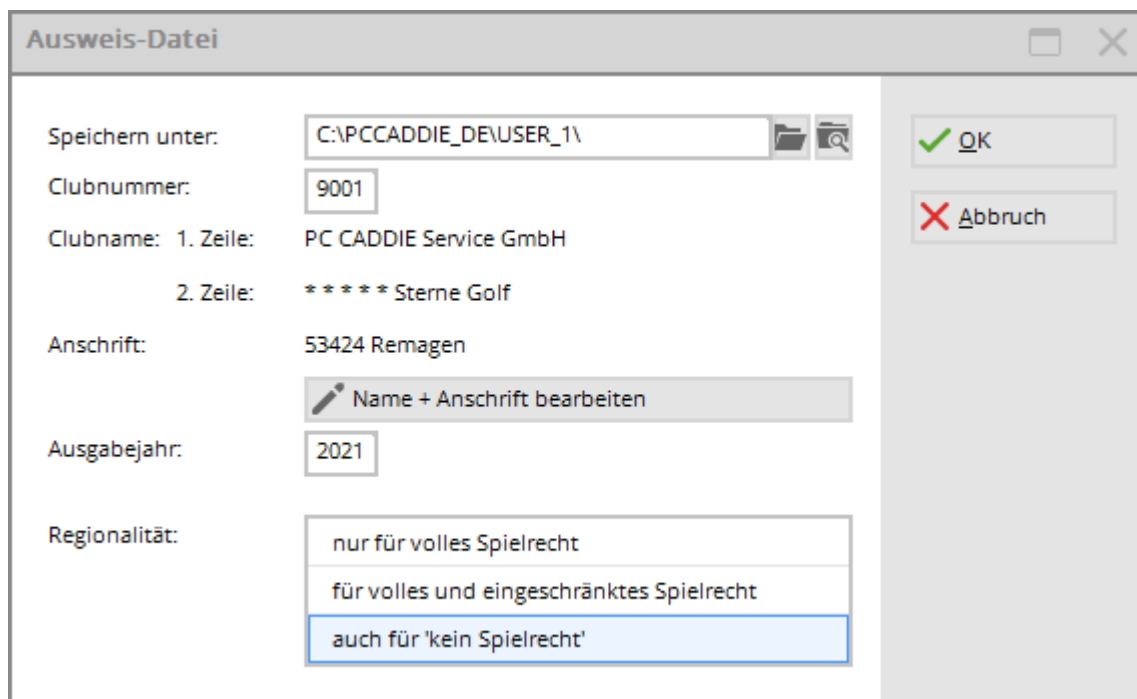 Ausweis-Datei
Speichern unter: C:\PCCADDIE_DE\USER_1\
OK
Clubnummer: 9001
Abbruch
Clubname: 1. Zeile: PC CADDIE Service GmbH
2. Zeile: * * * * * Sterne Golf
Anschrift: 53424 Remagen
Name + Anschrift bearbeiten
Ausgabejahr: 2021
Regionalität: nur für volles Spielrecht
für volles und eingeschränktes Spielrecht
auch für 'kein Spielrecht'